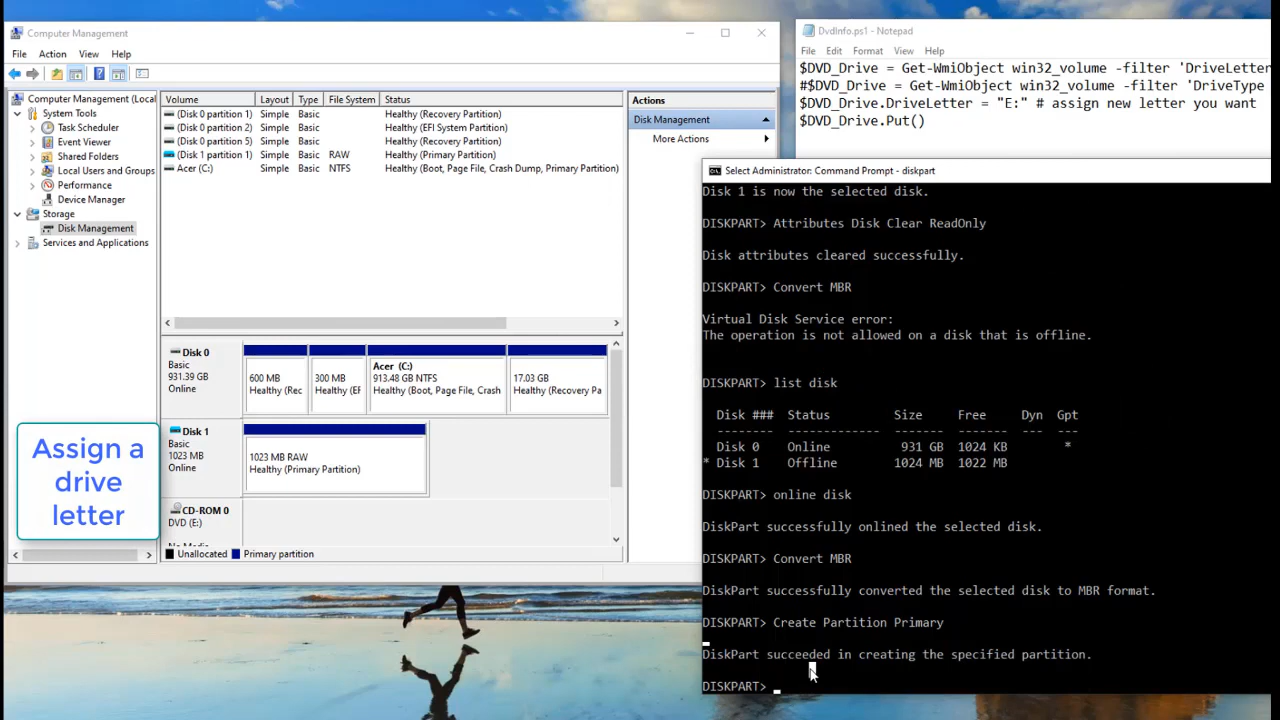 Computer Management
File Action View Help
Computer Management (Local
System Tools
Task Scheduler
Event Viewer
Shared Folders
Local Users and Groups
Performance
Device Manager
Storage
Disk Management
Services and Applications
Volume Layout Type File System Status
(Disk 0 partition 1) Simple Basic Healthy (Recovery Partition)
(Disk 0 partition 2) Simple Basic Healthy (EFI System Partition)
(Disk 0 partition 5) Simple Basic Healthy (Recovery Partition)
(Disk 1 partition 1) Simple Basic RAW Healthy (Primary Partition)
Acer (C:) Simple Basic NTFS Healthy (Boot, Page File, Crash Dump, Primary Partition)
Disk 0
Basic
931.39 GB
Online
600 MB
Healthy (Rec
300 MB
Healthy (EF
Acer (C:)
913.48 GB NTFS
Healthy (Boot, Page File, Crash
17.03 GB
Healthy (Recovery Pa
Disk 1
Basic
1023 MB
Online
1023 MB RAW
Healthy (Primary Partition)
CD-ROM 0
DVD (E:)
Unallocated Primary partition
Actions
Disk Management
More Actions
Assign a
drive
letter
DvdInfo.ps1 - Notepad
File Edit Format View Help
$DVD_Drive = Get-WmiObject win32_volume -filter 'DriveLetter
#$DVD_Drive = Get-WmiObject win32_volume -filter 'DriveType
$DVD_Drive.DriveLetter = "E:" # assign new letter you want
$DVD_Drive.Put()
Select Administrator: Command Prompt - diskpart
Disk 1 is now the selected disk.
DISKPART> Attributes Disk Clear ReadOnly
Disk attributes cleared successfully.
DISKPART> Convert MBR
Virtual Disk Service error:
The operation is not allowed on a disk that is offline.
DISKPART> list disk
Disk ### Status Size Free Dyn Gpt
-------- ------------- ------- ------- --- ---
Disk 0 Online 931 GB 1024 KB *
* Disk 1 Offline 1024 MB 1022 MB
DISKPART> online disk
DiskPart successfully onlined the selected disk.
DISKPART> Convert MBR
DiskPart successfully converted the selected disk to MBR format.
DISKPART> Create Partition Primary
DiskPart succeeded in creating the specified partition.
DISKPART>